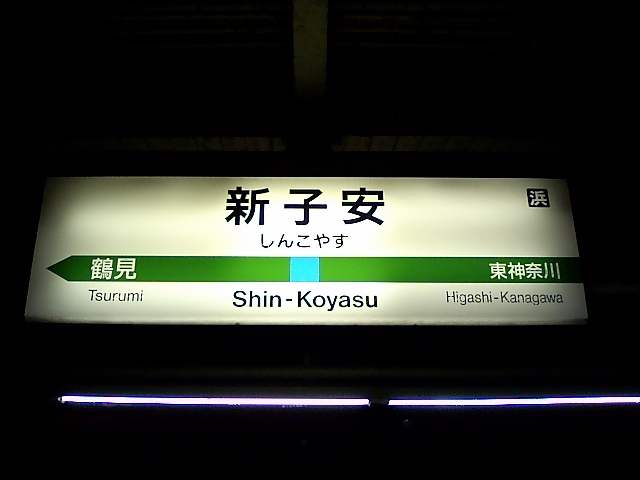 新子安
浜
しんこやす
鶴見
東神奈川
Tsurumi
Shin-Koyasu
Higashi-Kanagawa